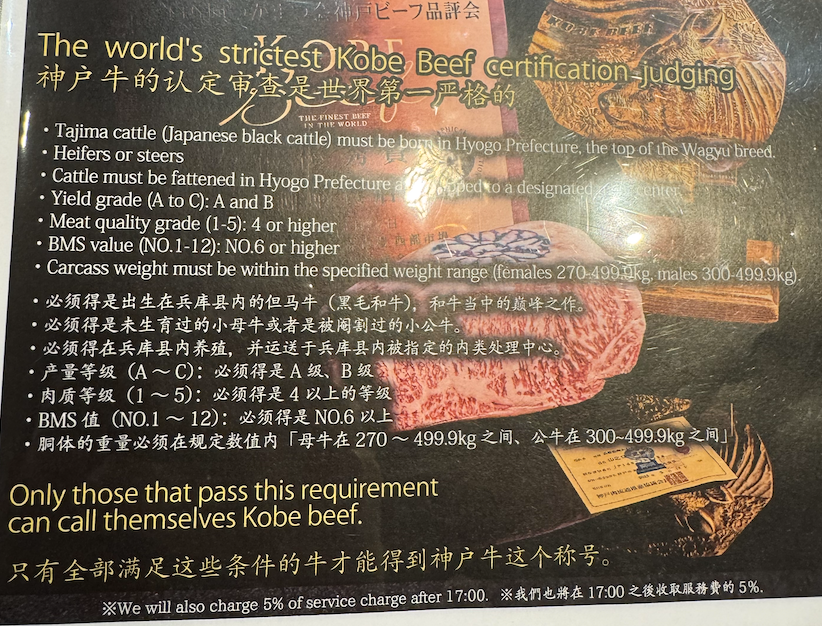 神戸ビーフ品評会
KOBE
The world's strictest Kobe Beef certification judging
神户牛的认定审查是世界第一严格的
THE FINEST BEEF
IN THE WORLD
・Tajima cattle (Japanese black cattle) must be born in Hyogo Prefecture, the top of the Wagyu breed.
・Heifers or steers
・Cattle must be fattened in Hyogo Prefecture to a designated center.
・Yield grade (A to C): A and B
・Meat quality grade (1-5): 4 or higher
・BMS value (NO.1-12): NO.6 or higher
・Carcass weight must be within the specified weight range (females 270-499.9kg, males 300-499.9kg).
・必须得是出生在兵库县内的但马牛（黑毛和牛），和牛当中的巅峰之作。
・必须得是未生育过的小母牛或者是被阉割过的小公牛。
・必须得在兵库县内养殖，并运送于兵库县内被指定的内类处理中心。
・产量等级（A～C）：必须得是 A 级、B 级
・肉质等级（1～5）：必须得是 4 以上的等级
・BMS 值（NO.1～12）：必须得是 NO.6 以上
・胴体的重量必须在规定数值内「母牛在 270～499.9kg 之间、公牛在 300~499.9kg 之间」
Only those that pass this requirement
can call themselves Kobe beef.
只有全部满足这些条件的牛才能得到神户牛这个称号。
※We will also charge 5% of service charge after 17:00. ※我們也將在 17:00 之後收取服務費的 5%。